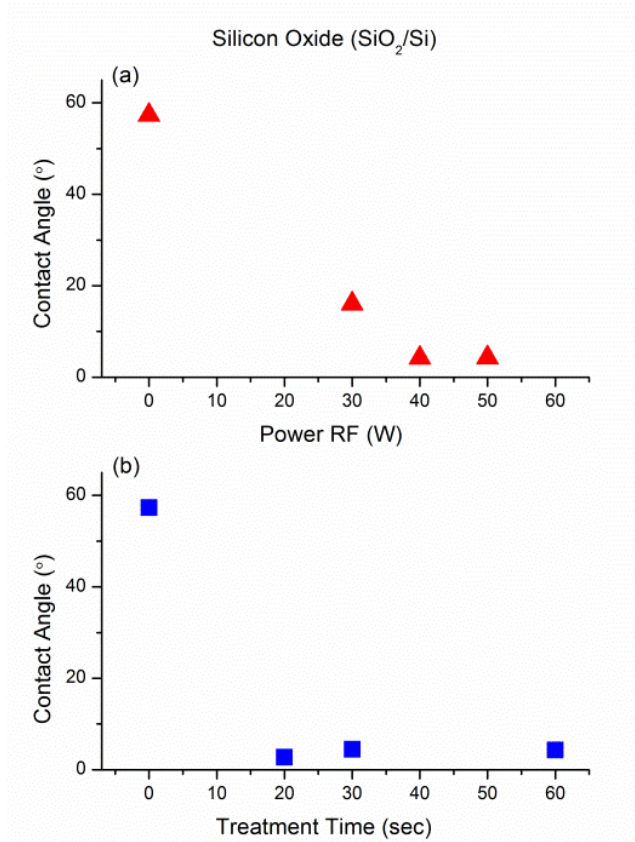 Silicon Oxide (SiO₂/Si)
(a)
60
40
20
0
Contact Angle (°)
0 10 20 30 40 50 60
Power RF (W)
(b)
60
40
20
0
Contact Angle (°)
0 10 20 30 40 50 60
Treatment Time (sec)